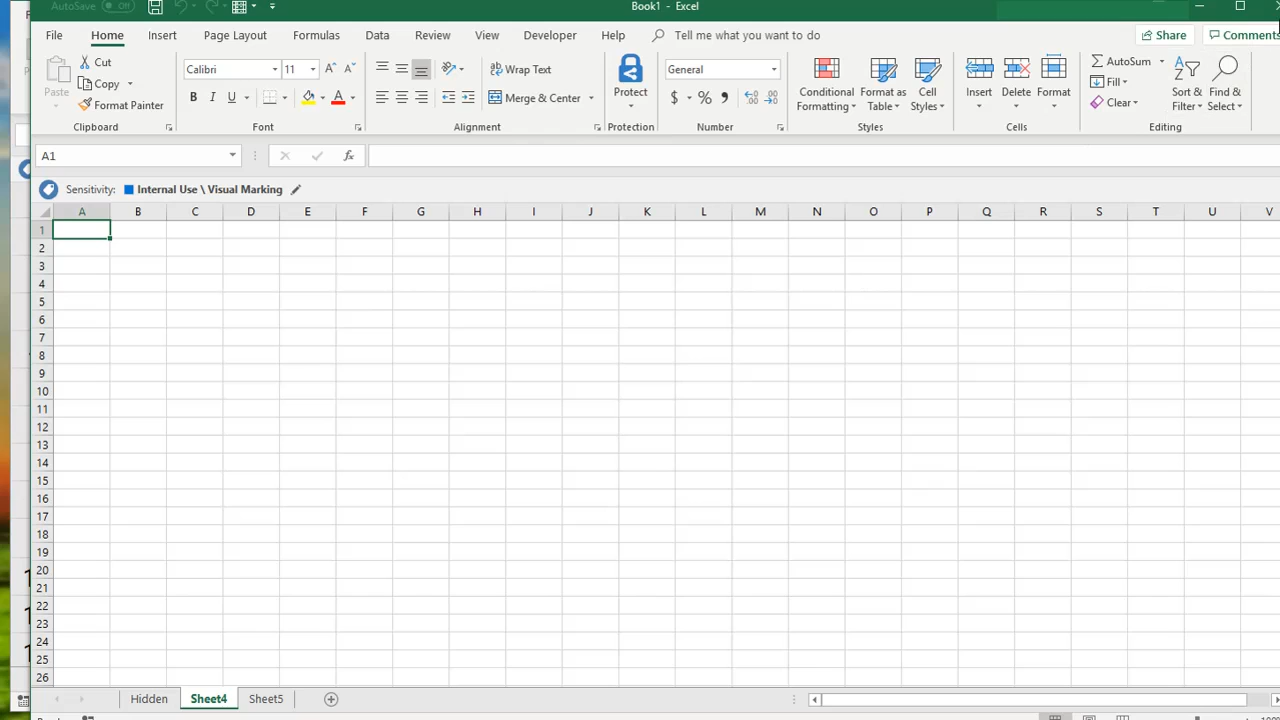 AutoSave Off
Book1 - Excel
File Home Insert Page Layout Formulas Data Review View Developer Help Tell me what you want to do Share Comments
Paste
Cut
Copy
Format Painter
Clipboard
Calibri 11
B I U
Font
Wrap Text
Merge & Center
Alignment
Protect
Protection
General
$ % ,
Number
Conditional Formatting
Format as Table
Cell Styles
Styles
Insert
Delete
Format
Cells
AutoSum
Fill
Clear
Sort & Filter
Find & Select
Editing
A1 fx
Sensitivity: Internal Use \ Visual Marking
A B C D E F G H I J K L M N O P Q R S T U V
1
2
3
4
5
6
7
8
9
10
11
12
13
14
15
16
17
18
19
20
21
22
23
24
25
26
Hidden Sheet4 Sheet5